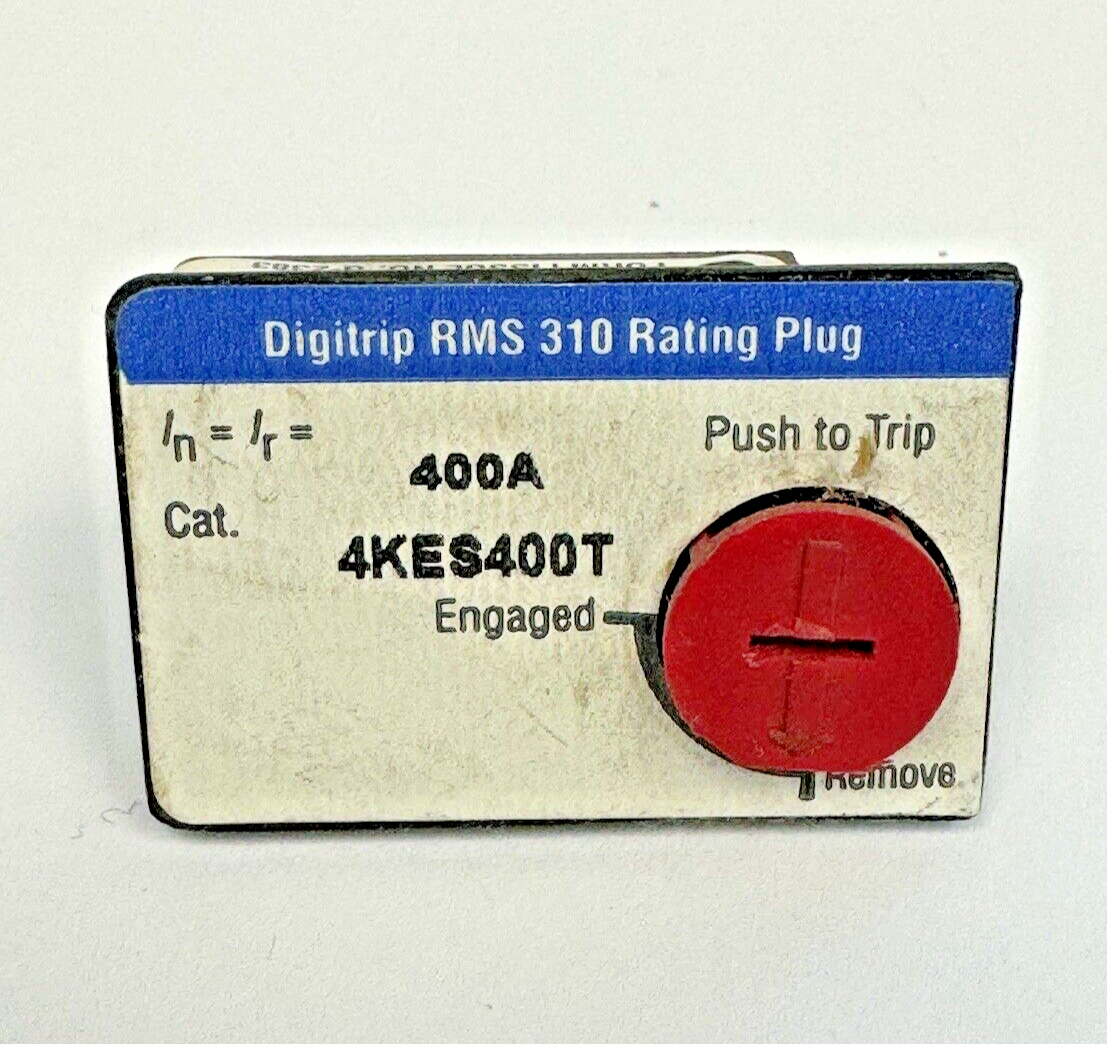 Digitrip RMS 310 Rating Plug
In = Ir =
400A
Push to Trip
Cat.
4KES400T
Engaged
Remove